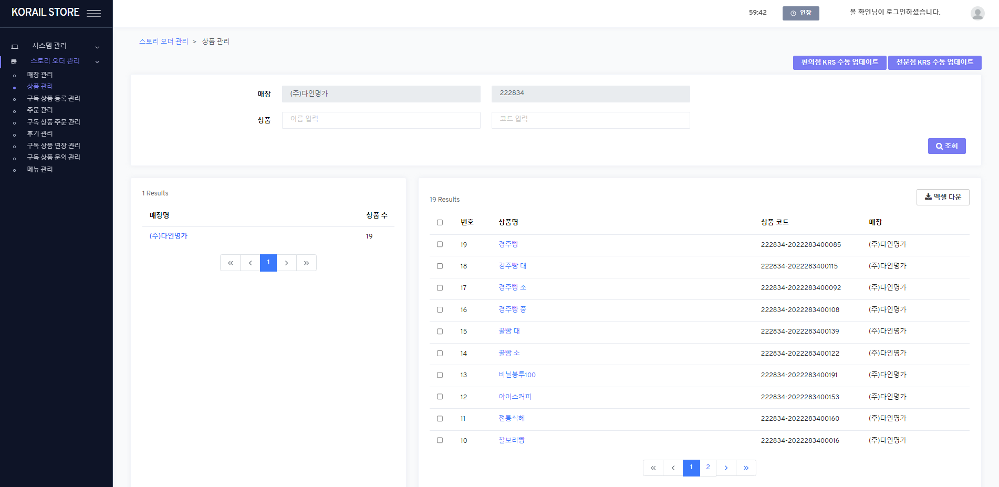 KORAIL STORE
59:42
연장
몰 확인님이 로그인하셨습니다.
시스템 관리
스토리 오더 관리
매장 관리
상품 관리
구독 상품 등록 관리
주문 관리
구독 상품 주문 관리
후기 관리
구독 상품 연장 관리
구독 상품 문의 관리
메뉴 관리
스토리 오더 관리 > 상품 관리
편의점 KRS 수동 업데이트
전문점 KRS 수동 업데이트
매장 (주)다인명가 222834
상품 이름 입력 코드 입력
조회
1 Results
매장명 상품 수
(주)다인명가 19
« ‹ 1 › »
19 Results
엑셀 다운
번호 상품명 상품 코드 매장
19 경주빵 222834-2022283400085 (주)다인명가
18 경주빵 대 222834-2022283400115 (주)다인명가
17 경주빵 소 222834-2022283400092 (주)다인명가
16 경주빵 중 222834-2022283400108 (주)다인명가
15 꿀빵 대 222834-2022283400139 (주)다인명가
14 꿀빵 소 222834-2022283400122 (주)다인명가
13 비닐봉투100 222834-2022283400191 (주)다인명가
12 아이스커피 222834-2022283400153 (주)다인명가
11 전통식혜 222834-2022283400160 (주)다인명가
10 찰보리빵 222834-2022283400016 (주)다인명가
« ‹ 1 2 › »